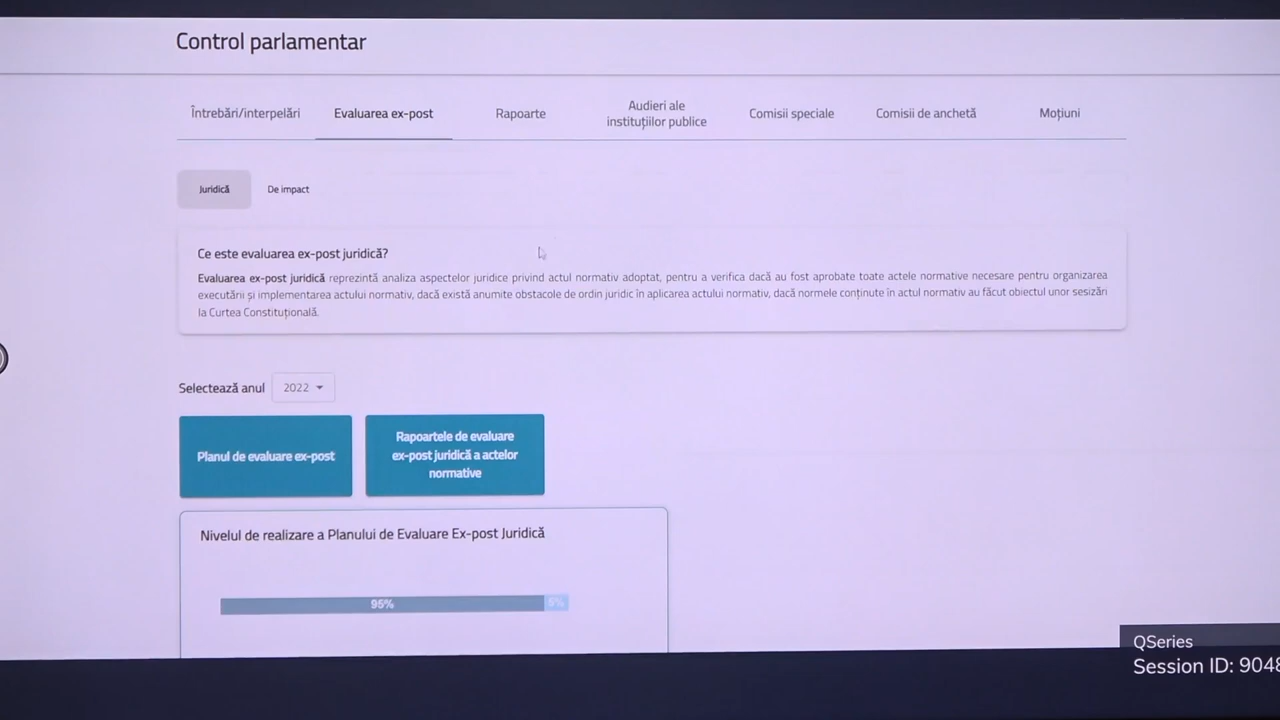 Control parlamentar
Întrebări/interpelări
Evaluarea ex-post
Rapoarte
Audieri ale
instituțiilor publice
Comisii speciale
Comisii de anchetă
Moțiuni
Juridică
De impact
Ce este evaluarea ex-post juridică?
Evaluarea ex-post juridică reprezintă analiza aspectelor juridice privind actul normativ adoptat, pentru a verifica dacă au fost aprobate toate actele normative necesare pentru organizarea
executării și implementarea actului normativ, dacă există anumite obstacole de ordin juridic în aplicarea actului normativ, dacă normele conținute în actul normativ au făcut obiectul unor sesizări
la Curtea Constituțională.
Selectează anul
2022
Planul de evaluare ex-post
Rapoartele de evaluare
ex-post juridică a actelor
normative
Nivelul de realizare a Planului de Evaluare Ex-post Juridică
95%
5%
QSeries
Session ID: 9048